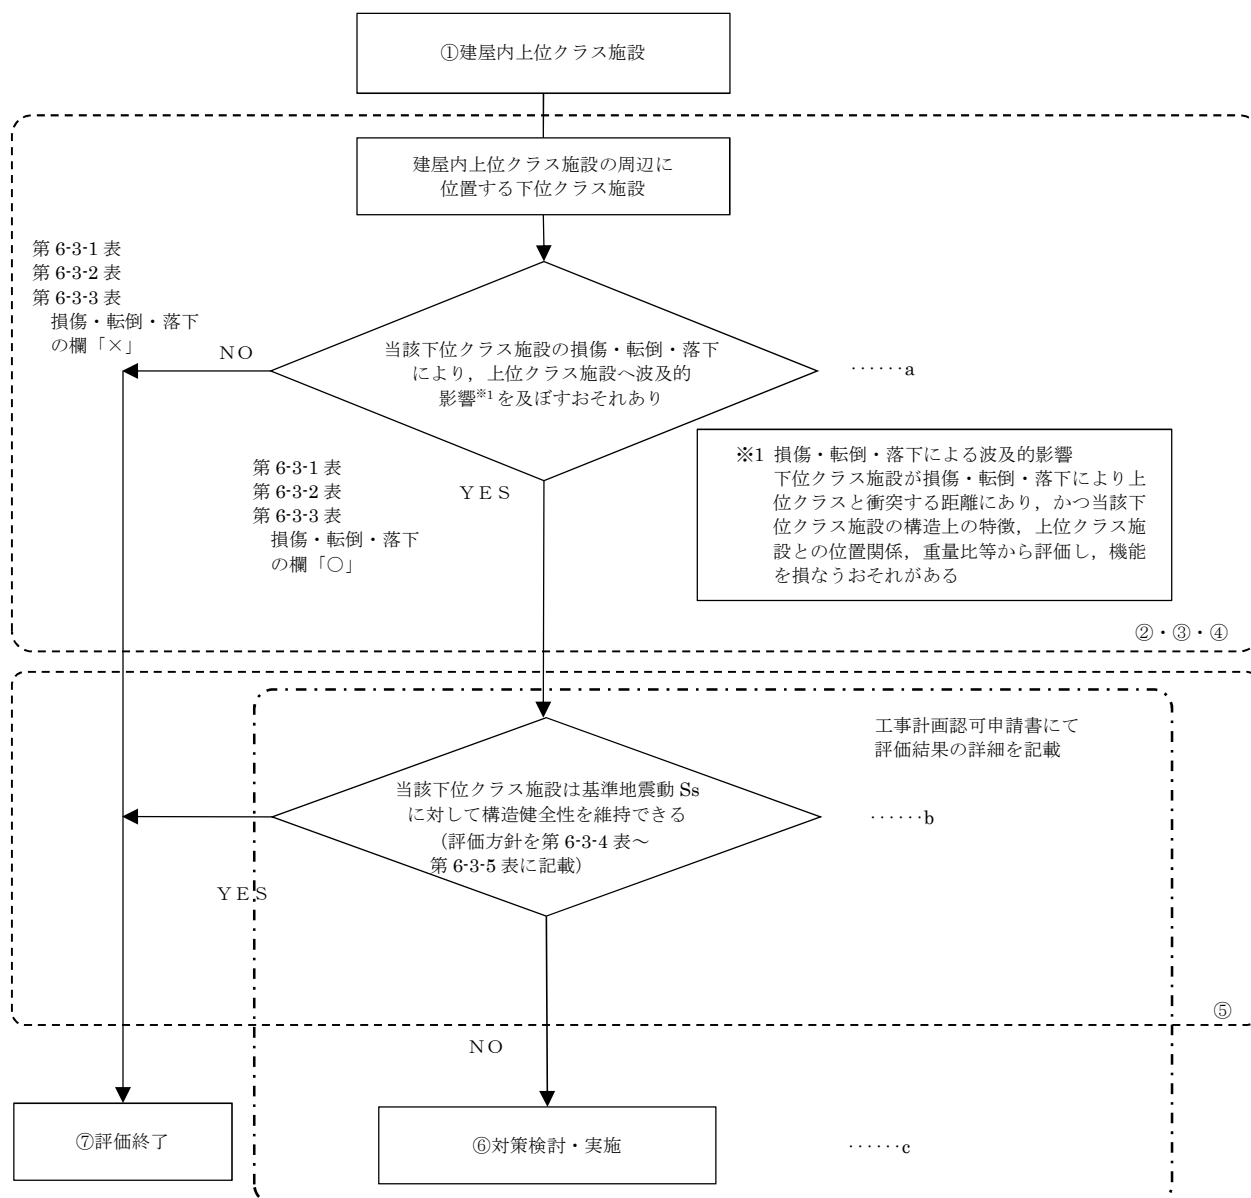 ①建屋内上位クラス施設
建屋内上位クラス施設の周辺に
位置する下位クラス施設
第 6-3-1 表
第 6-3-2 表
第 6-3-3 表
損傷・転倒・落下
の欄「×」
NO
当該下位クラス施設の損傷・転倒・落下
により，上位クラス施設へ波及的
影響※1 を及ぼすおそれあり
······a
※1 損傷・転倒・落下による波及的影響
下位クラス施設が損傷・転倒・落下により上
位クラスと衝突する距離にあり，かつ当該下
位クラス施設の構造上の特徴，上位クラス施
設との位置関係，重量比等から評価し，機能
を損なうおそれがある
第 6-3-1 表
第 6-3-2 表
第 6-3-3 表
損傷・転倒・落下
の欄「〇」
YES
②・③・④
工事計画認可申請書にて
評価結果の詳細を記載
当該下位クラス施設は基準地震動 Ss
に対して構造健全性を維持できる
（評価方針を第 6-3-4 表～
第 6-3-5 表に記載）
······b
YES
⑤
NO
⑦評価終了
⑥対策検討・実施
······c